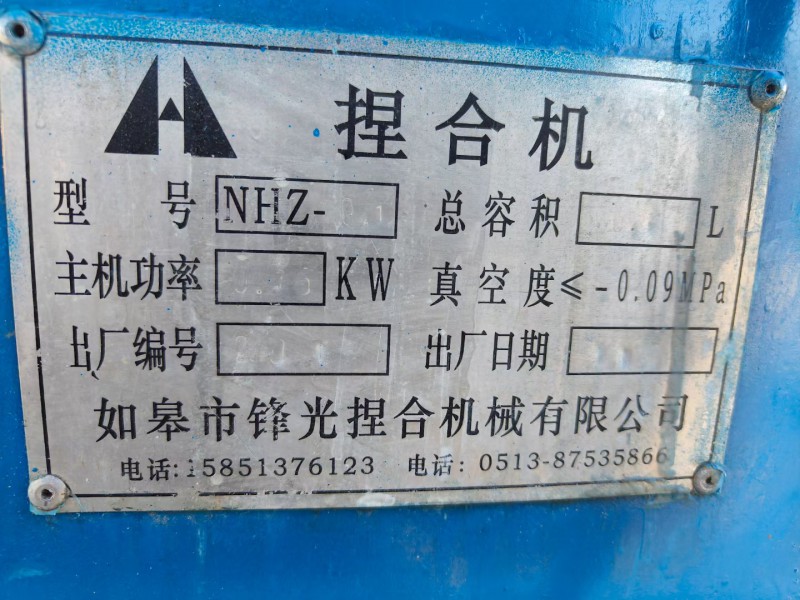 捏合机
型号 NHZ- 总容积 L
主机功率 KW 真空度≤-0.09MPa
出厂编号 出厂日期
如皋市锋光捏合机械有限公司
电话:15851376123 电话:0513-87535866